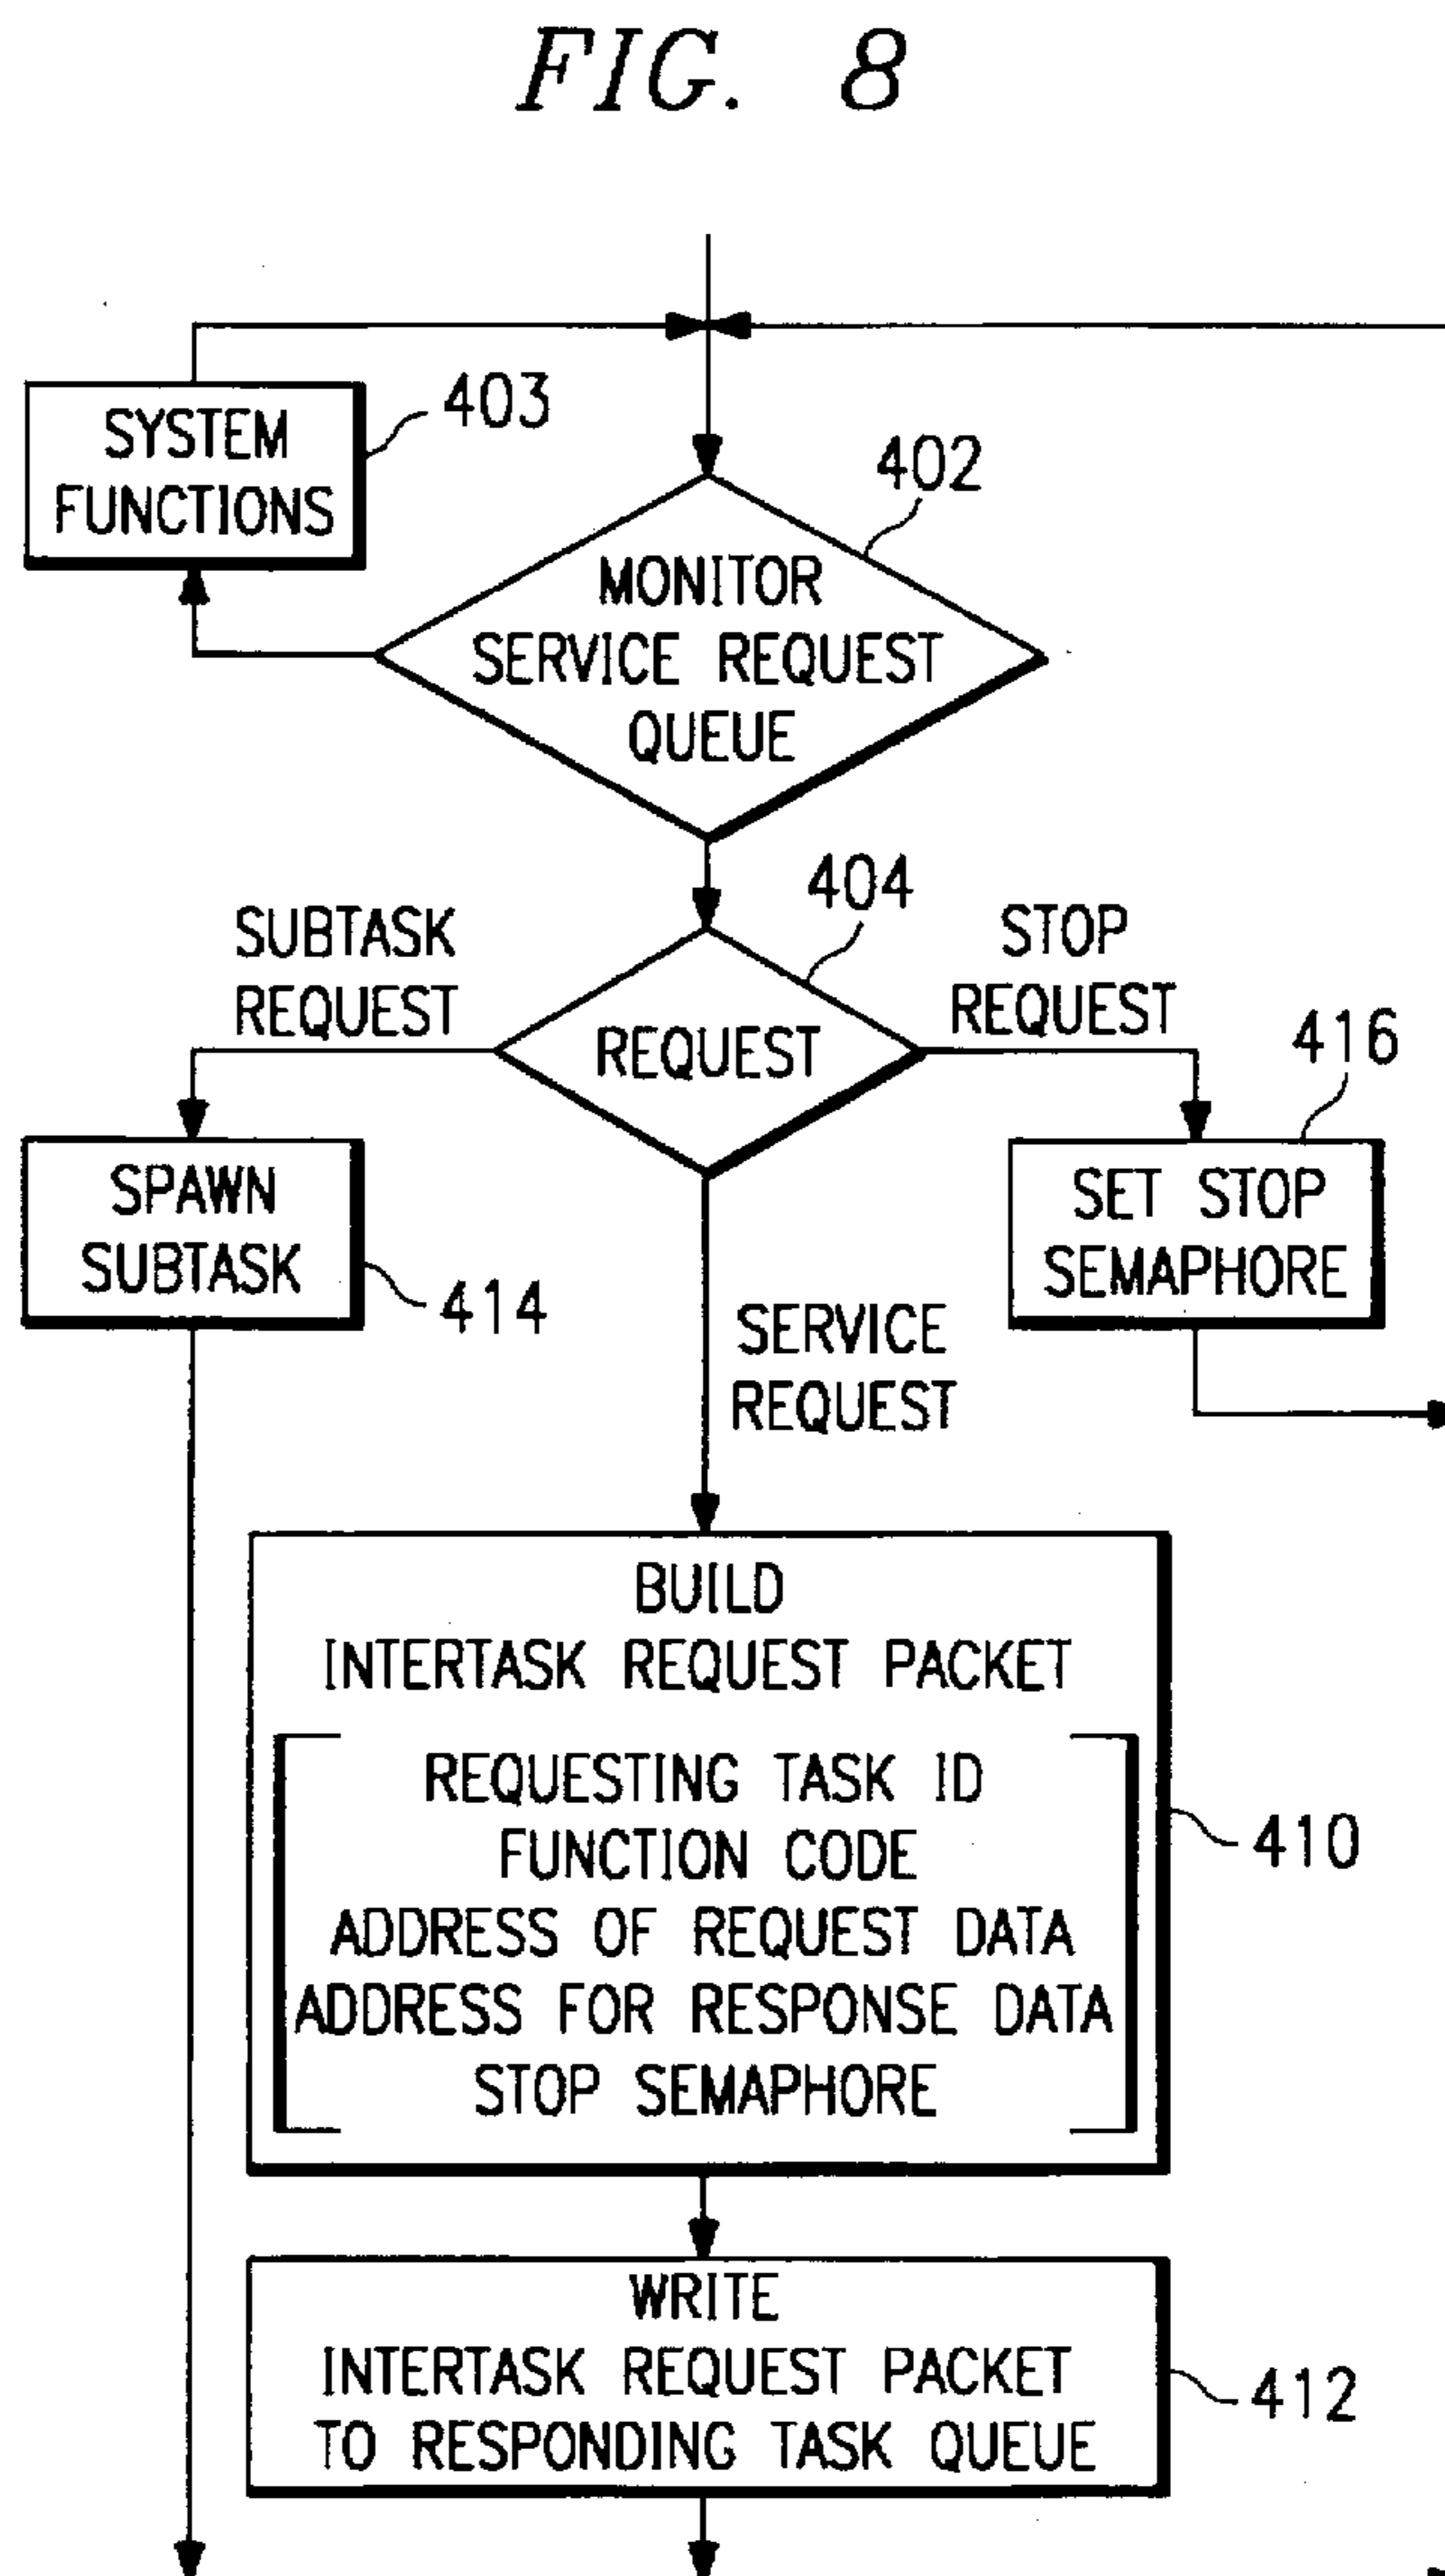 FIG. 8
403
SYSTEM
FUNCTIONS
402
MONITOR
SERVICE REQUEST
QUEUE
404
SUBTASK
REQUEST
STOP
REQUEST
REQUEST
416
SPAWN
SUBTASK
414
SET STOP
SEMAPHORE
SERVICE
REQUEST
BUILD
INTERTASK REQUEST PACKET
REQUESTING TASK ID
FUNCTION CODE
ADDRESS OF REQUEST DATA
ADDRESS FOR RESPONSE DATA
STOP SEMAPHORE
410
WRITE
INTERTASK REQUEST PACKET
TO RESPONDING TASK QUEUE
412